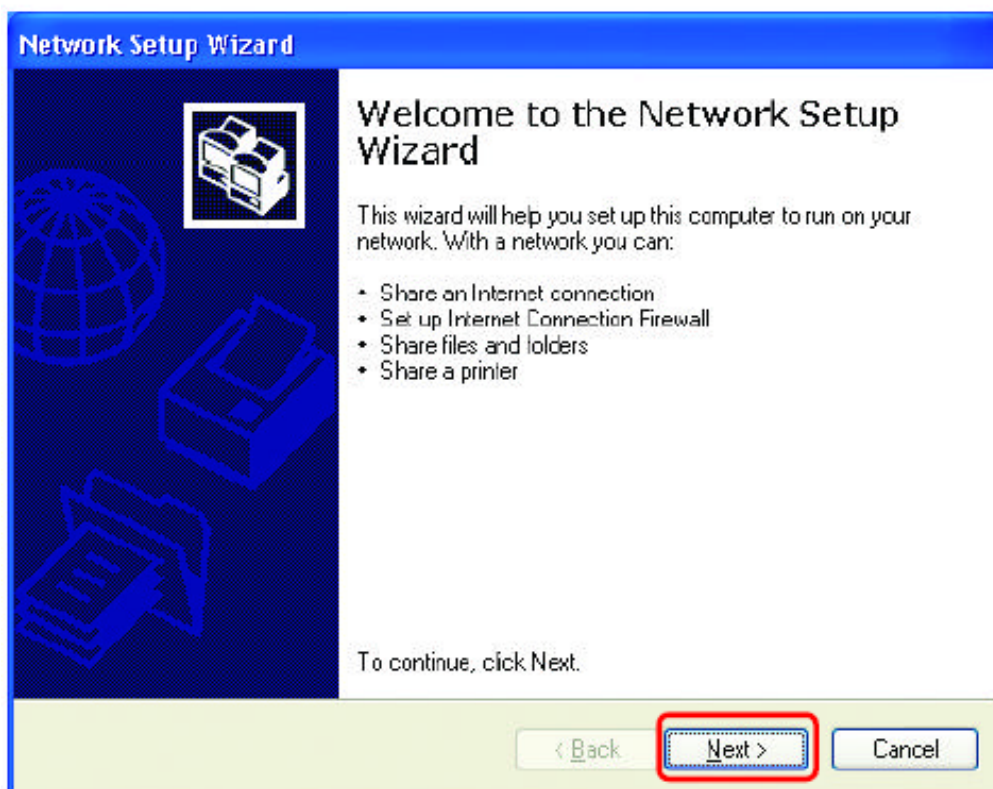 Network Setup Wizard
Welcome to the Network Setup
Wizard
This wizard will help you set up this computer to run on your
network. With a network you can:
• Share an Internet connection
• Set up Internet Connection Firewall
• Share files and folders
• Share a printer
To continue, click Next.
< Back Next > Cancel